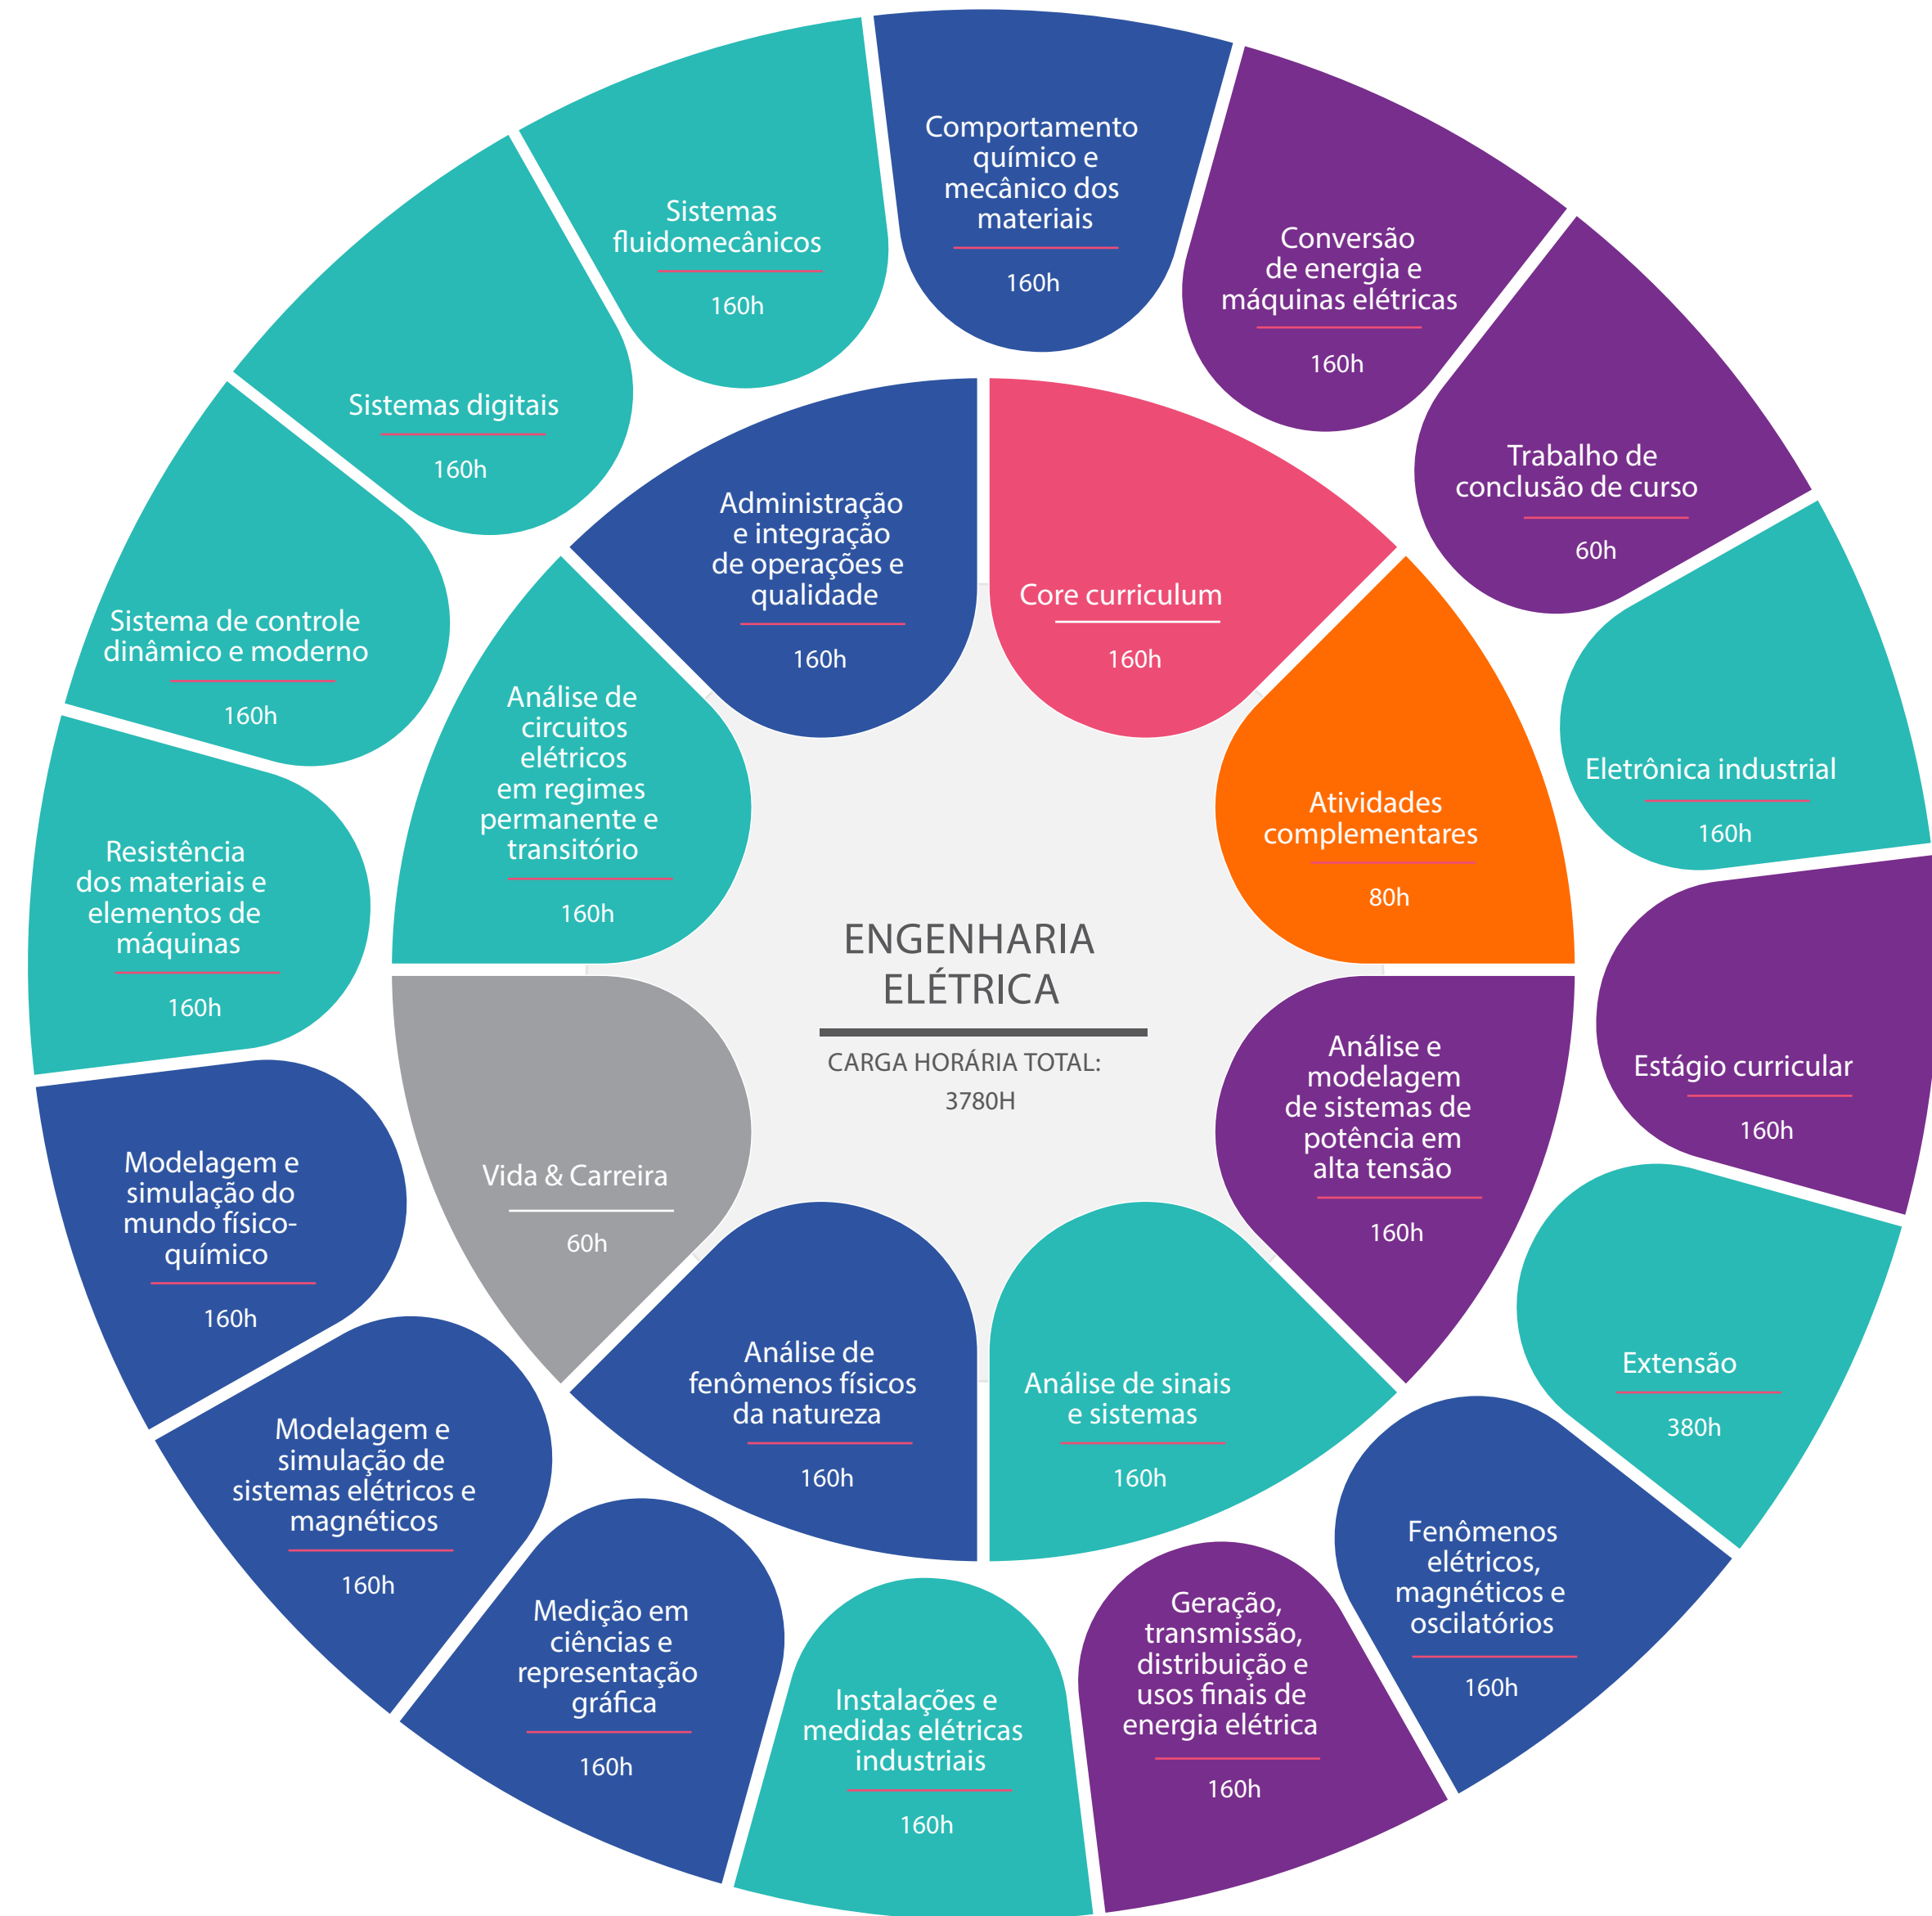 Comportamento
químico e
mecânico dos
materiais
160h
Conversão
de energia e
máquinas elétricas
160h
Trabalho de
conclusão de curso
60h
Eletrônica industrial
160h
Estágio curricular
160h
Extensão
380h
Fenômenos
elétricos,
magnéticos e
oscilatórios
160h
Geração,
transmissão,
distribuição e
usos finais de
energia elétrica
160h
Instalações e
medidas elétricas
industriais
160h
Medição em
ciências e
representação
gráfica
160h
Modelagem e
simulação de
sistemas elétricos e
magnéticos
160h
Modelagem e
simulação do
mundo físico-
químico
160h
Resistência
dos materiais e
elementos de
máquinas
160h
Sistema de controle
dinâmico e moderno
160h
Sistemas digitais
160h
Sistemas
fluidomecânicos
160h
Administração
e integração
de operações e
qualidade
160h
Core curriculum
160h
Atividades
complementares
80h
Análise e
modelagem
de sistemas de
potência em
alta tensão
160h
Análise de sinais
e sistemas
160h
Análise de
fenômenos físicos
da natureza
160h
Vida & Carreira
60h
Análise de
circuitos
elétricos
em regimes
permanente e
transitório
160h
ENGENHARIA
ELÉTRICA
CARGA HORÁRIA TOTAL:
3780H